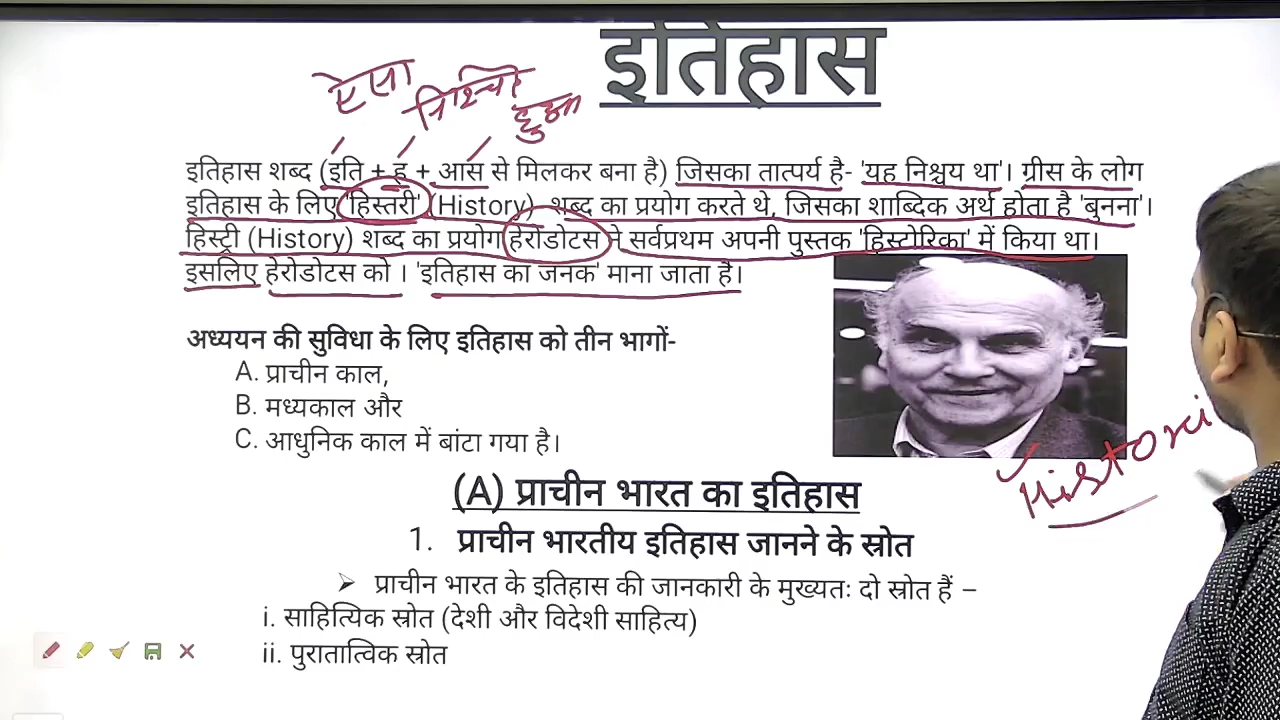 इतिहास
ऐसा निश्चित हुआ
इतिहास शब्द (इति + ह + आस से मिलकर बना है) जिसका तात्पर्य है- 'यह निश्चय था'। ग्रीस के लोग
इतिहास के लिए 'हिस्तरी' (History) शब्द का प्रयोग करते थे, जिसका शाब्दिक अर्थ होता है 'बुनना'।
हिस्ट्री (History) शब्द का प्रयोग हेरोडोटस ने सर्वप्रथम अपनी पुस्तक 'हिस्टोरिका' में किया था।
इसलिए हेरोडोटस को । 'इतिहास का जनक' माना जाता है।
अध्ययन की सुविधा के लिए इतिहास को तीन भागों-
A. प्राचीन काल,
B. मध्यकाल और
C. आधुनिक काल में बांटा गया है।
Histori
(A) प्राचीन भारत का इतिहास
1. प्राचीन भारतीय इतिहास जानने के स्रोत
➢ प्राचीन भारत के इतिहास की जानकारी के मुख्यतः दो स्रोत हैं –
i. साहित्यिक स्रोत (देशी और विदेशी साहित्य)
ii. पुरातात्विक स्रोत